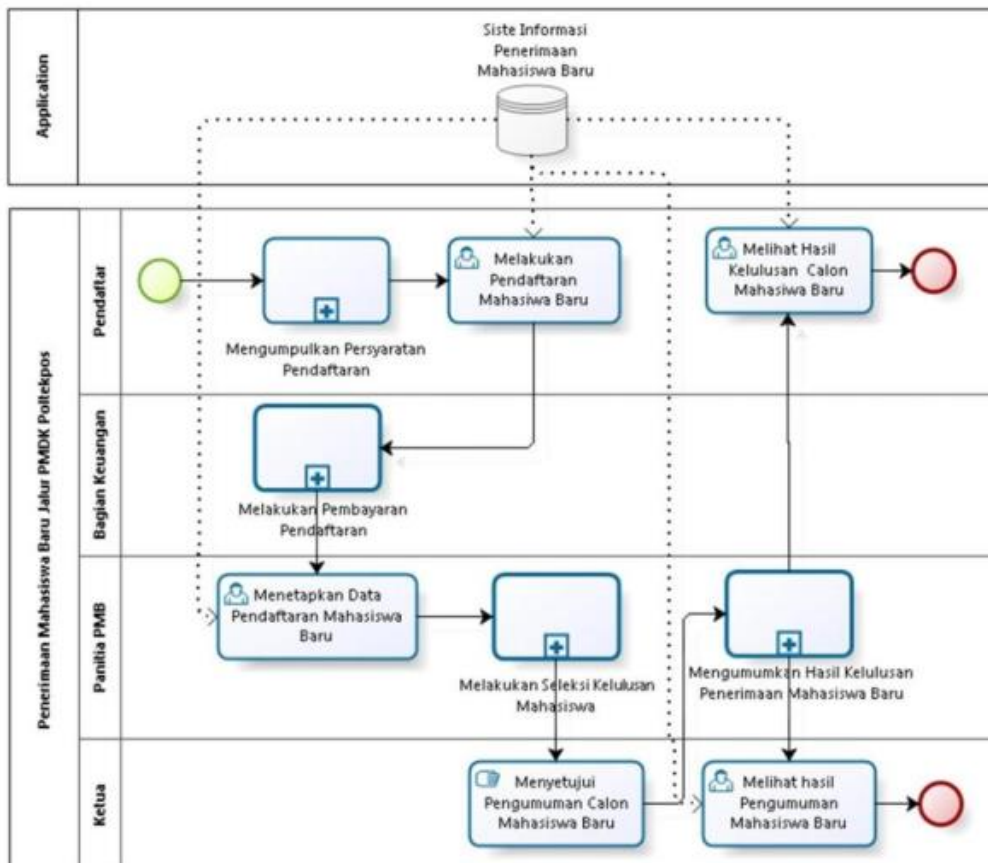 Application
Siste Informasi
Penerimaan
Mahasiswa Baru
Penerimaan Mahasiswa Baru Jalur PMDK Poltekpos
Pendaftar
Mengumpulkan Persyaratan
Pendaftaran
Melakukan
Pendaftaran
Mahasiwa Baru
Melihat Hasil
Kelulusan Calon
Mahasiwa Baru
Bagian Keuangan
Melakukan Pembayaran
Pendaftaran
Panitia PMB
Menetapkan Data
Pendaftaran Mahasiswa
Baru
Melakukan Seleksi Kelulusan
Mahasiswa
Mengumumkan Hasil Kelulusan
Penerimaan Mahasiswa Baru
Ketua
Menyetujui
Pengumuman Calon
Mahasiswa Baru
Melihat hasil
Pengumuman
Mahasiswa Baru